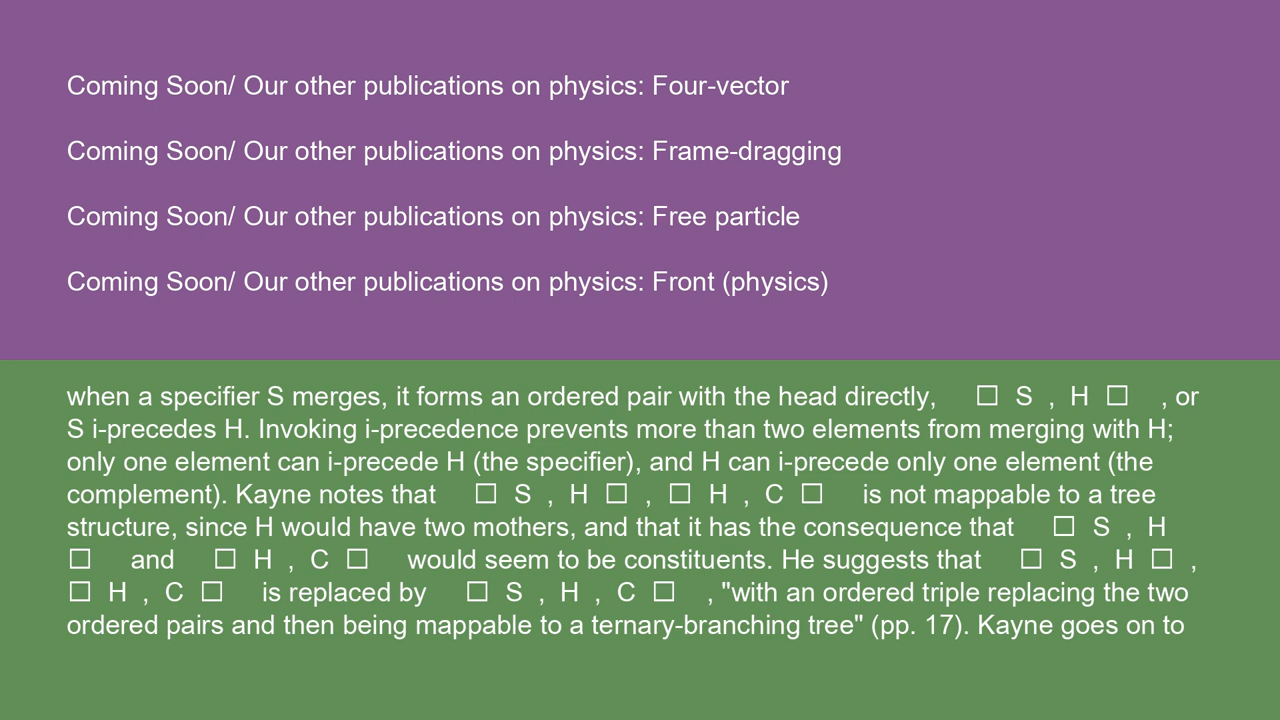 Coming Soon/ Our other publications on physics: Four-vector
Coming Soon/ Our other publications on physics: Frame-dragging
Coming Soon/ Our other publications on physics: Free particle
Coming Soon/ Our other publications on physics: Front (physics)
when a specifier S merges, it forms an ordered pair with the head directly, □ S , H □ , or
S i-precedes H. Invoking i-precedence prevents more than two elements from merging with H;
only one element can i-precede H (the specifier), and H can i-precede only one element (the
complement). Kayne notes that □ S , H □ , □ H , C □ is not mappable to a tree
structure, since H would have two mothers, and that it has the consequence that □ S , H
□ and □ H , C □ would seem to be constituents. He suggests that □ S , H □ ,
□ H , C □ is replaced by □ S , H , C □ , "with an ordered triple replacing the two
ordered pairs and then being mappable to a ternary-branching tree" (pp. 17). Kayne goes on to